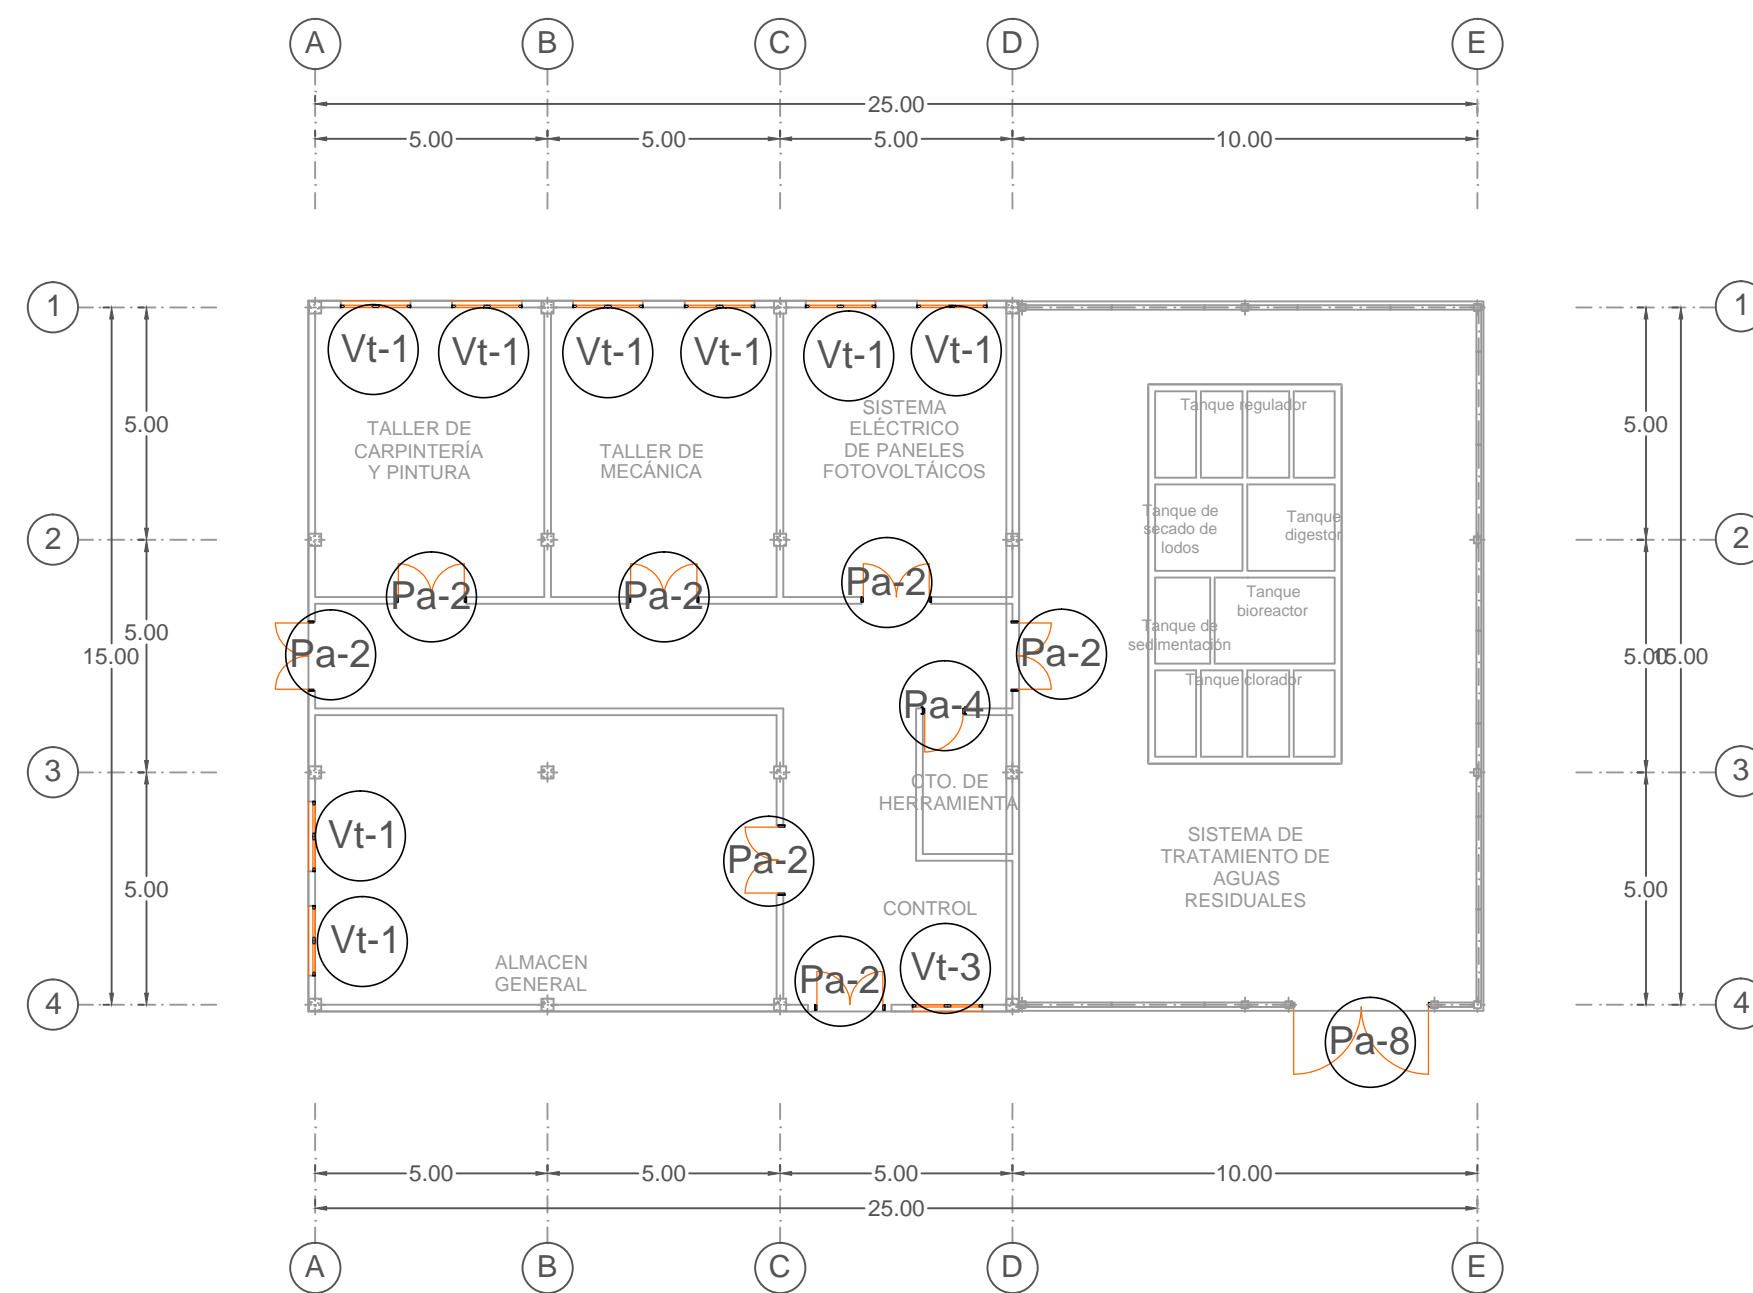 A B C D E
25.00
5.00 5.00 5.00 10.00
1 1
Vt-1 Vt-1 Vt-1 Vt-1 Vt-1 Vt-1
TALLER DE
CARPINTERÍA
Y PINTURA
TALLER DE
MECÁNICA
SISTEMA
ELÉCTRICO
DE PANELES
FOTOVOLTÁICOS
Tanque regulador
5.00 5.00
Tanque de
secado de
lodos
Tanque
digestor
2 2
Pa-2 Pa-2 Pa-2
Tanque
bioreactor
Tanque de
sedimentación
5.00
15.00
Pa-2 Pa-2
5.00
15.00
Tanque clorador
Pa-4
3 3
CTO. DE
HERRAMIENTA
Vt-1
Pa-2
SISTEMA DE
TRATAMIENTO DE
AGUAS
RESIDUALES
5.00 5.00
CONTROL
Vt-1
ALMACEN
GENERAL
Pa-2 Vt-3
4 4
Pa-8
5.00 5.00 5.00 10.00
25.00
A B C D E